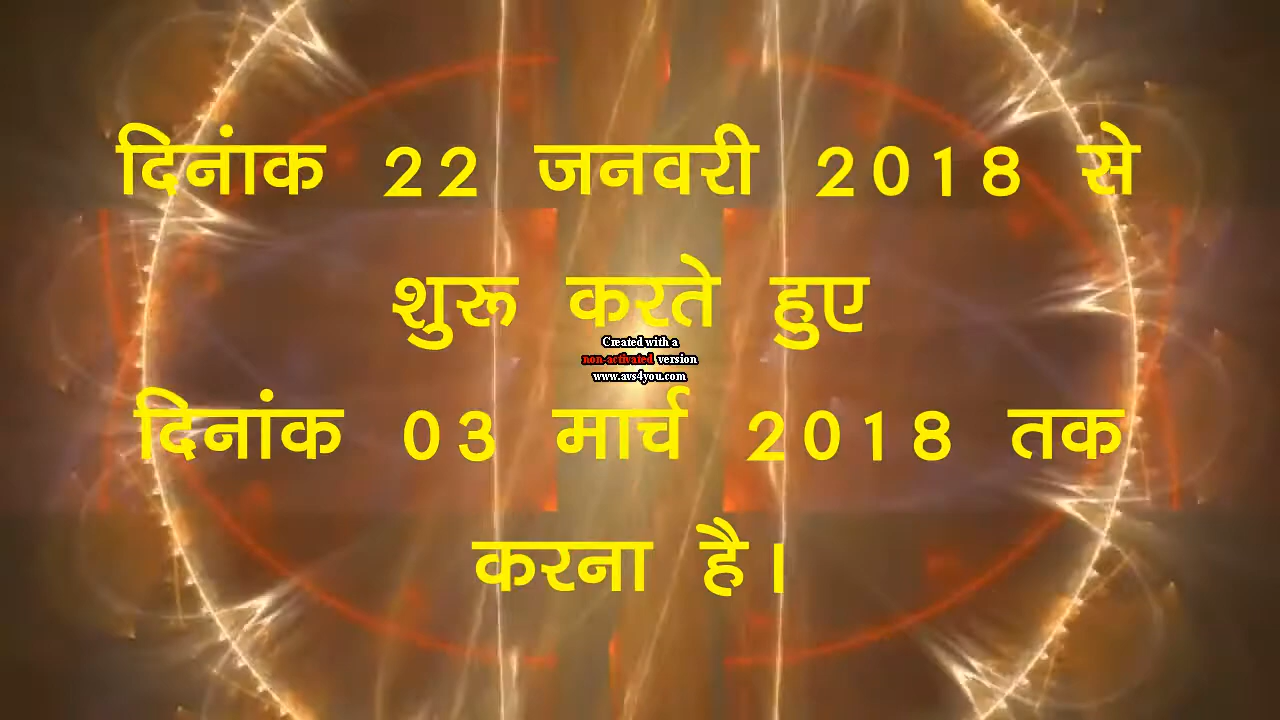 दिनांक 22 जनवरी 2018 से
शुरू करते हुए
Created with a
non-activated version
www.avs4you.com
दिनांक 03 मार्च 2018 तक
करना है।